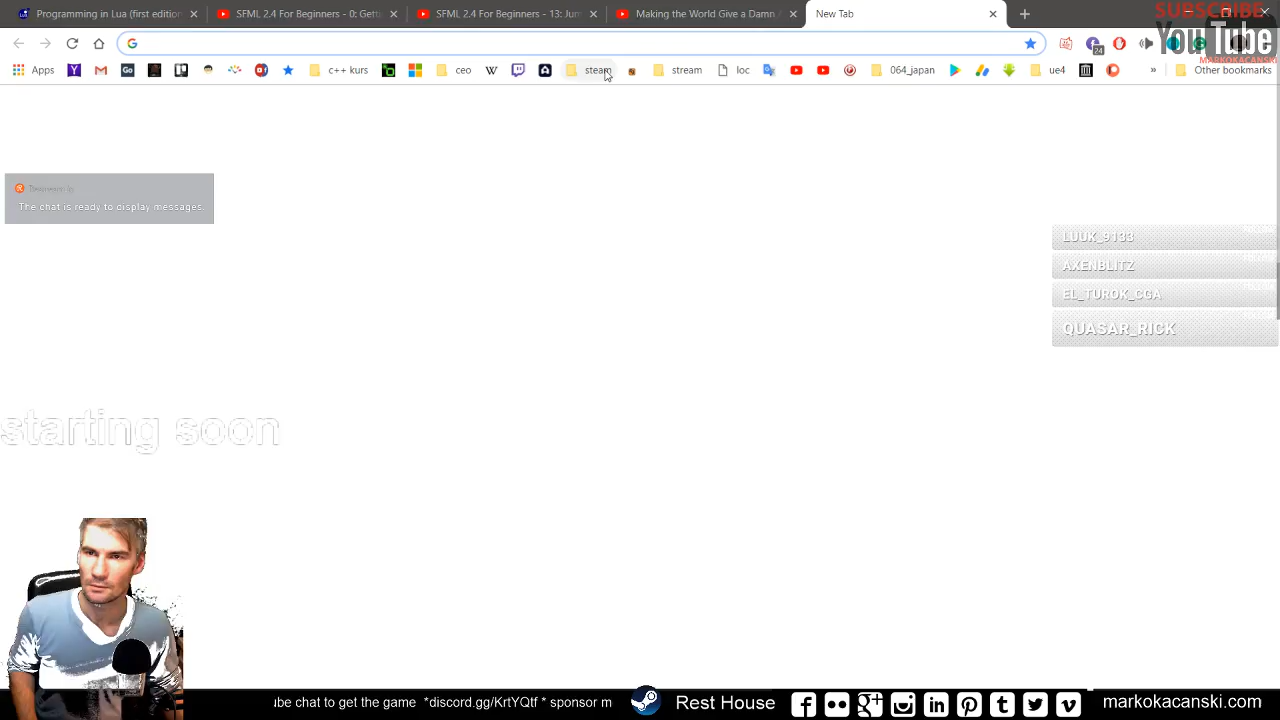 Programming in Lua (first edition
SFML 2.4 For Beginners - 0: Gett
SFML 2.4 For Beginners - 13: Jum
Making the World Give a Damn
New Tab
SUBSCRIBE
YouTube
MARKOKACANSKI
Apps
c++ kurs
ceo
steam
stream
loc
064_japan
ue4
»
Other bookmarks
24
The chat is ready to display messages.
LUUK_9133
AXENBLITZ
EL_TUROK_CGA
QUASAR_RICK
starting soon
ube chat to get the game *discord.gg/KrtYQtf * sponsor m
Rest House
markokacanski.com